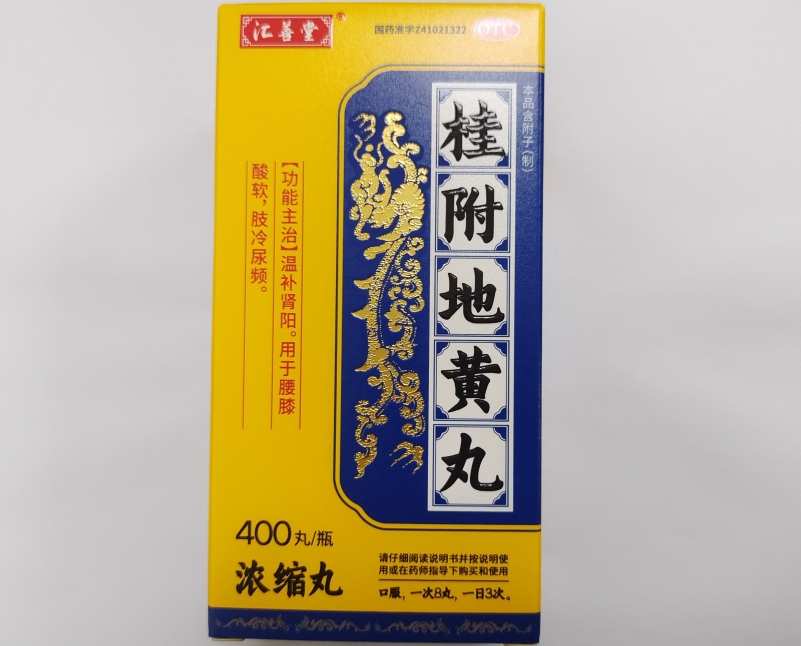 汇善堂®
国药准字Z41021322
OTC
本品含附子(制)
桂附地黄丸
【功能主治】温补肾阳。用于腰膝
酸软，肢冷尿频。
400丸/瓶
浓缩丸
请仔细阅读说明书并按说明使
用或在药师指导下购买和使用
口服，一次8丸，一日3次。